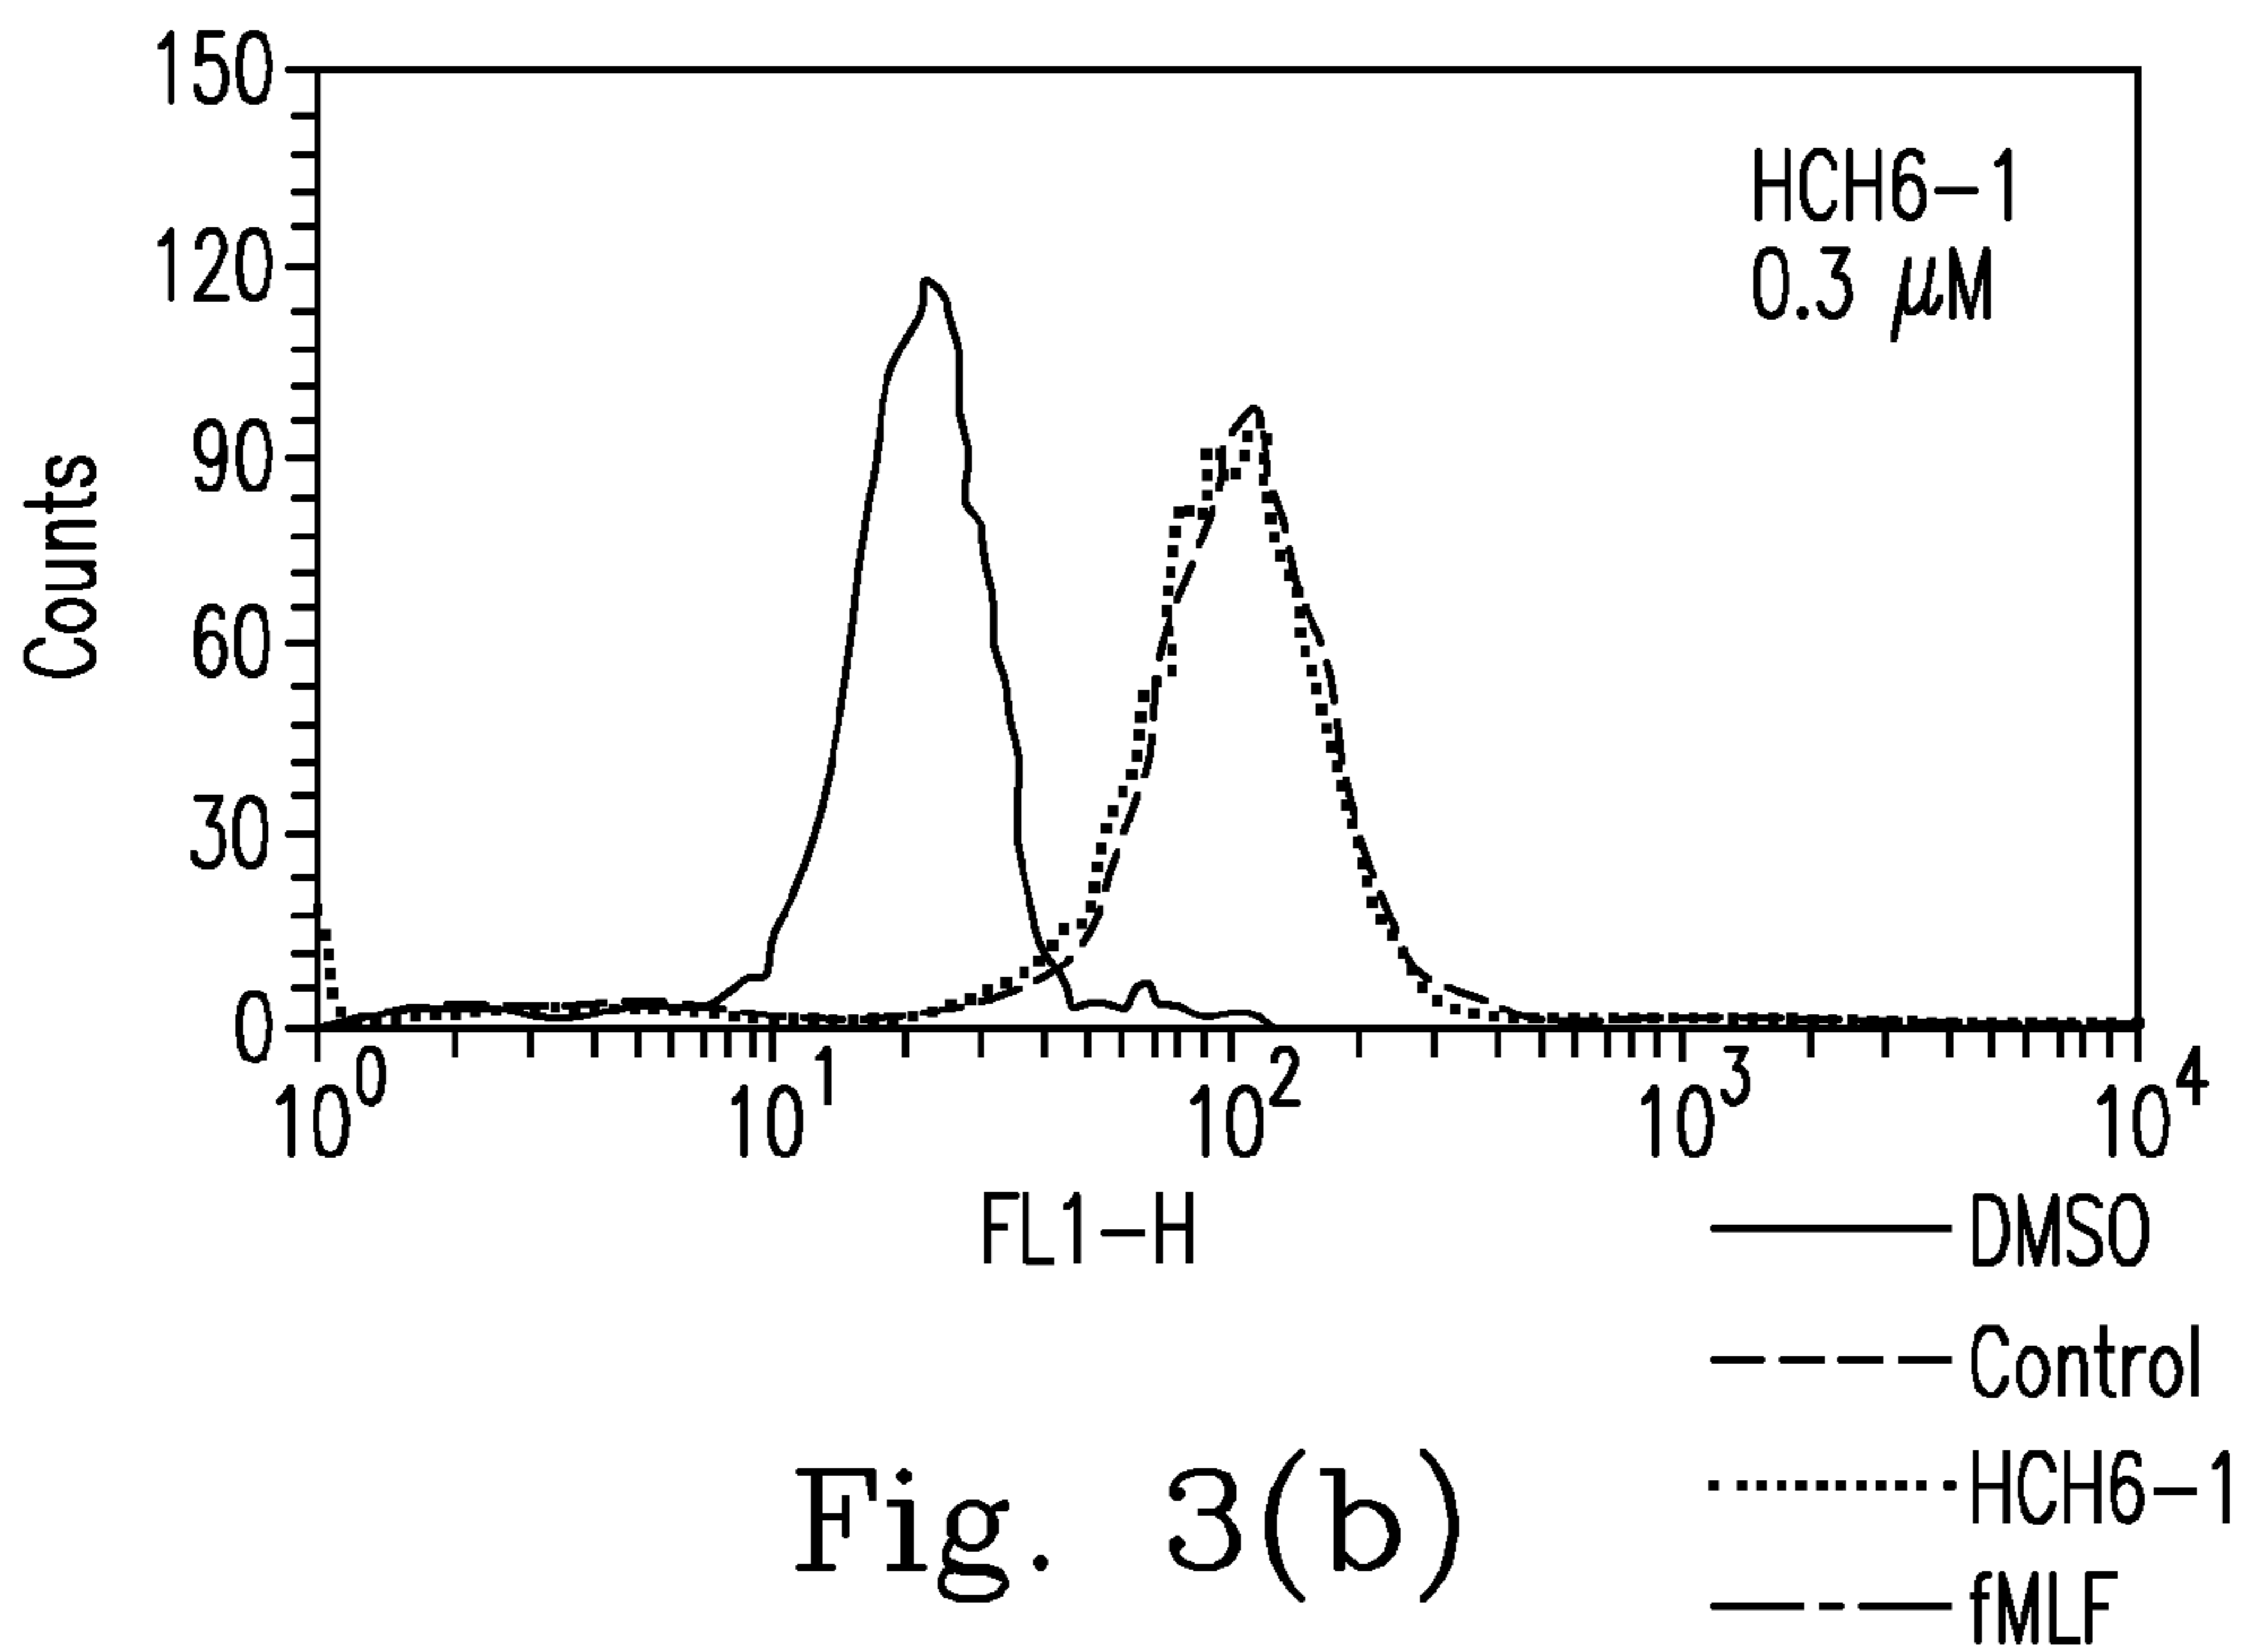 150
120
90
60
30
0
Counts
HCH6-1
0.3 μM
10^0 10^1 10^2 10^3 10^4
FL1-H
DMSO
Control
HCH6-1
fMLF
Fig. 3(b)